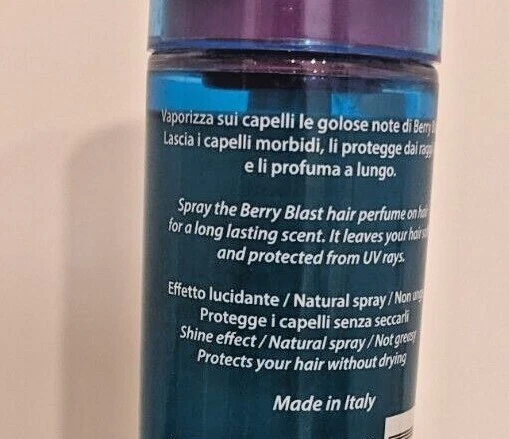 Vaporizza sui capelli le golose note di Berry
Lascia i capelli morbidi, li protegge dai
e li profuma a lungo.
Spray the Berry Blast hair perfume on
for a long lasting scent. It leaves your hair
and protected from UV rays.
Effetto lucidante / Natural spray / Non
Protegge i capelli senza seccarli
Shine effect / Natural spray / Not greasy
Protects your hair without drying
Made in Italy